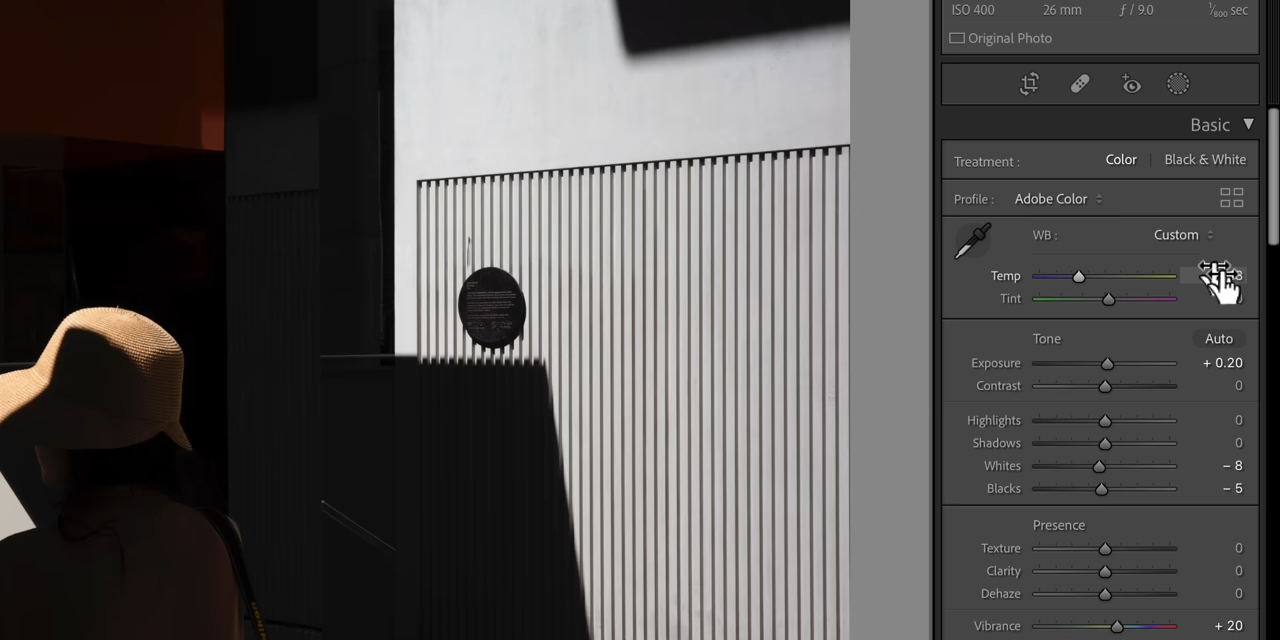 ISO 400 26 mm ƒ / 9.0 1/800 sec
Original Photo
Basic
Treatment : Color Black & White
Profile : Adobe Color
WB : Custom
Temp
Tint
Tone Auto
Exposure + 0.20
Contrast 0
Highlights 0
Shadows 0
Whites – 8
Blacks – 5
Presence
Texture 0
Clarity 0
Dehaze 0
Vibrance + 20